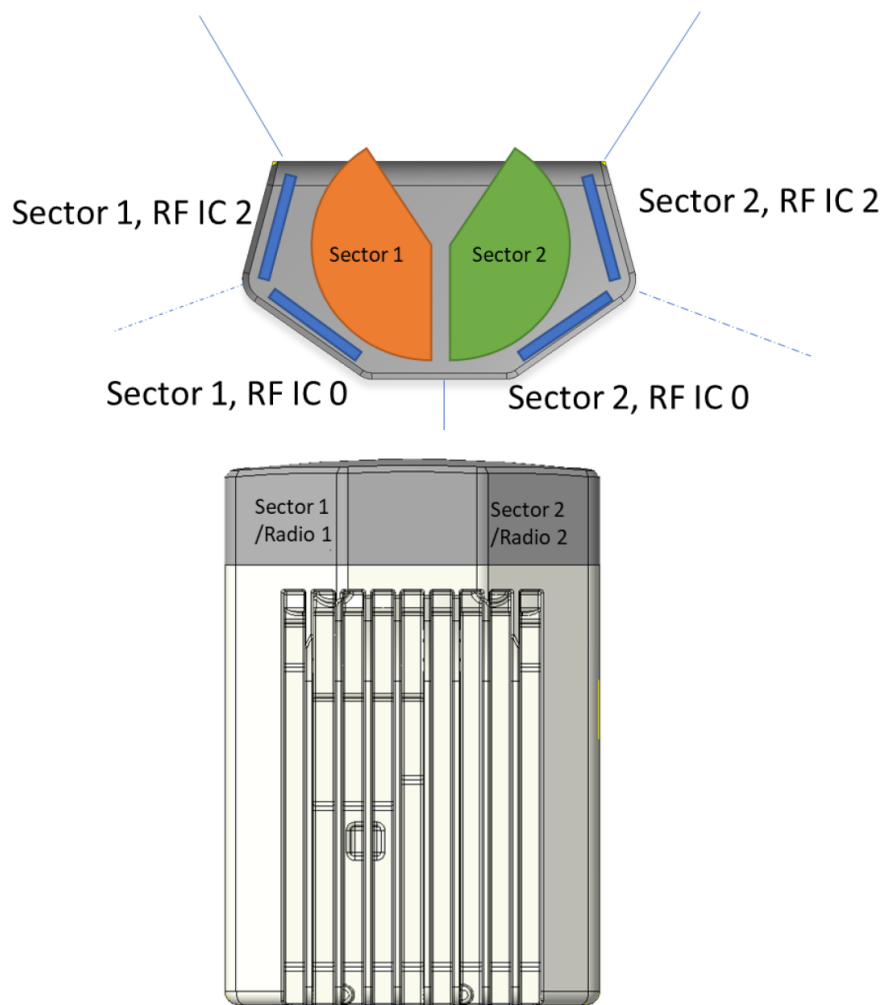 Sector 1, RF IC 2
Sector 2, RF IC 2
Sector 1
Sector 2
Sector 1, RF IC 0
Sector 2, RF IC 0
Sector 1
/Radio 1
Sector 2
/Radio 2